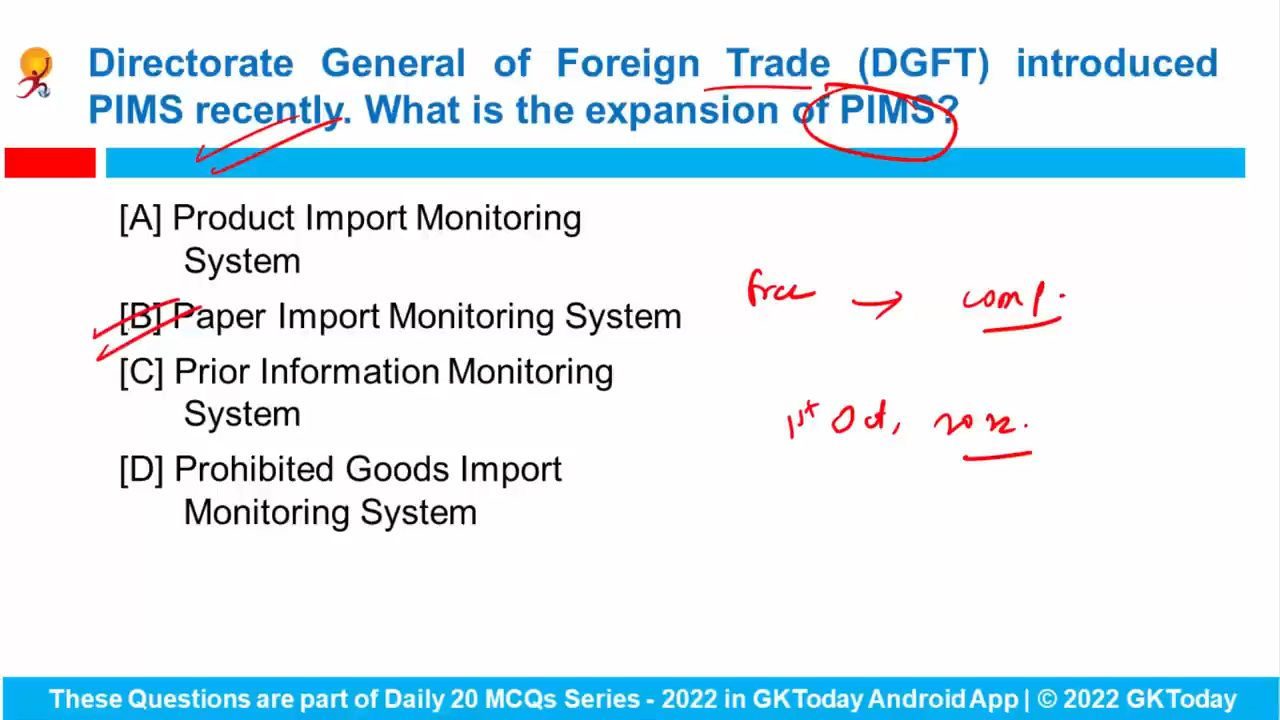 Directorate General of Foreign Trade (DGFT) introduced
PIMS recently. What is the expansion of PIMS?
[A] Product Import Monitoring
System
[B] Paper Import Monitoring System
[C] Prior Information Monitoring
System
[D] Prohibited Goods Import
Monitoring System
free → comp.
1st Oct, 2022.
These Questions are part of Daily 20 MCQs Series - 2022 in GKToday Android App | © 2022 GKToday